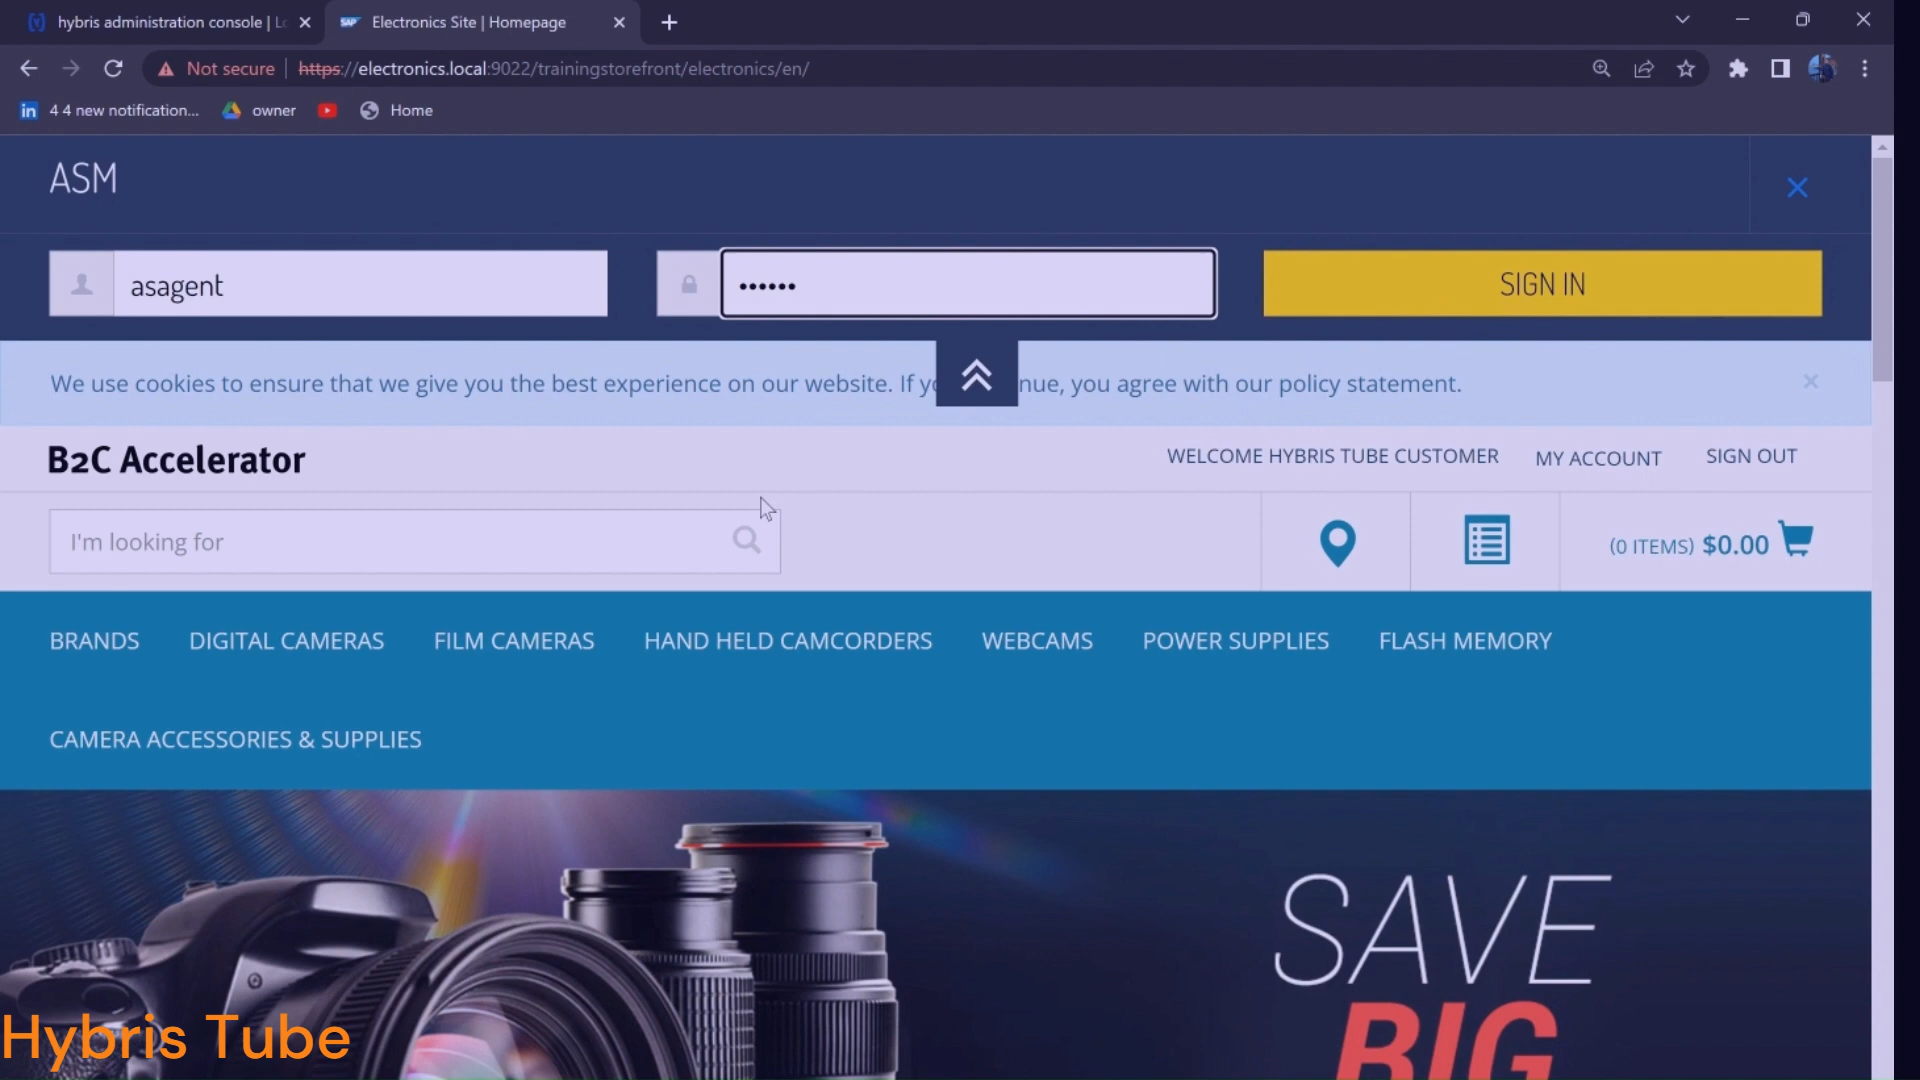 hybris administration console | Lo
Electronics Site | Homepage
Not secure | https://electronics.local:9022/trainingstorefront/electronics/en/
4 4 new notification...
owner
Home
ASM
asagent
••••••
SIGN IN
We use cookies to ensure that we give you the best experience on our website. If yo nue, you agree with our policy statement.
B2C Accelerator
WELCOME HYBRIS TUBE CUSTOMER
MY ACCOUNT
SIGN OUT
I'm looking for
(0 ITEMS) $0.00
BRANDS
DIGITAL CAMERAS
FILM CAMERAS
HAND HELD CAMCORDERS
WEBCAMS
POWER SUPPLIES
FLASH MEMORY
CAMERA ACCESSORIES & SUPPLIES
SAVE
BIG
Hybris Tube